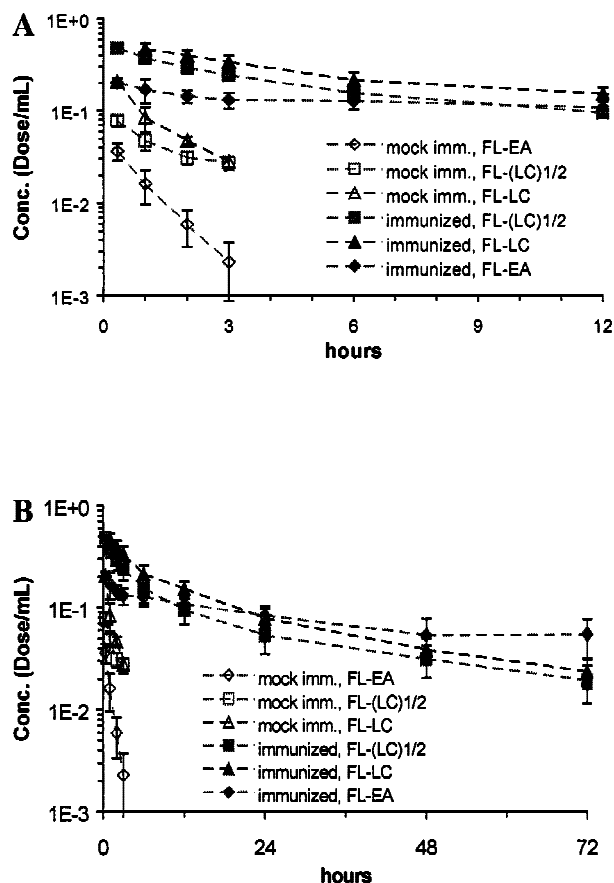 A
1E+0
1E-1
1E-2
1E-3
Conc. (Dose/mL)
mock imm., FL-EA
mock imm., FL-(LC)1/2
mock imm., FL-LC
immunized, FL-(LC)1/2
immunized, FL-LC
immunized, FL-EA
0 3 6 9 12
hours
B
1E+0
1E-1
1E-2
1E-3
Conc. (Dose/mL)
mock imm., FL-EA
mock imm., FL-(LC)1/2
mock imm., FL-LC
immunized, FL-(LC)1/2
immunized, FL-LC
immunized, FL-EA
0 24 48 72
hours